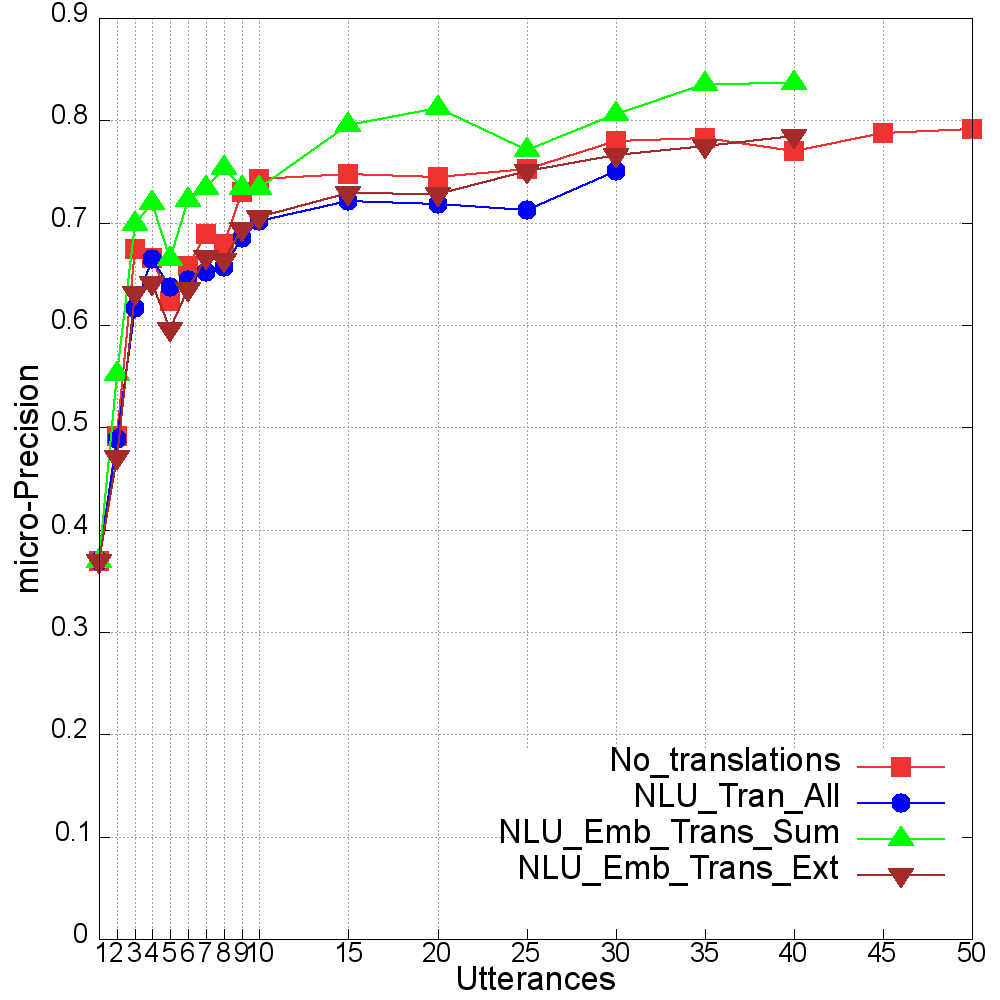 0.9
0.8
0.7
0.6
0.5
0.4
0.3
0.2
0.1
0
micro-Precision
No_translations
NLU_Tran_All
NLU_Emb_Trans_Sum
NLU_Emb_Trans_Ext
1 2 3 4 5 6 7 8 9 10 15 20 25 30 35 40 45 50
Utterances